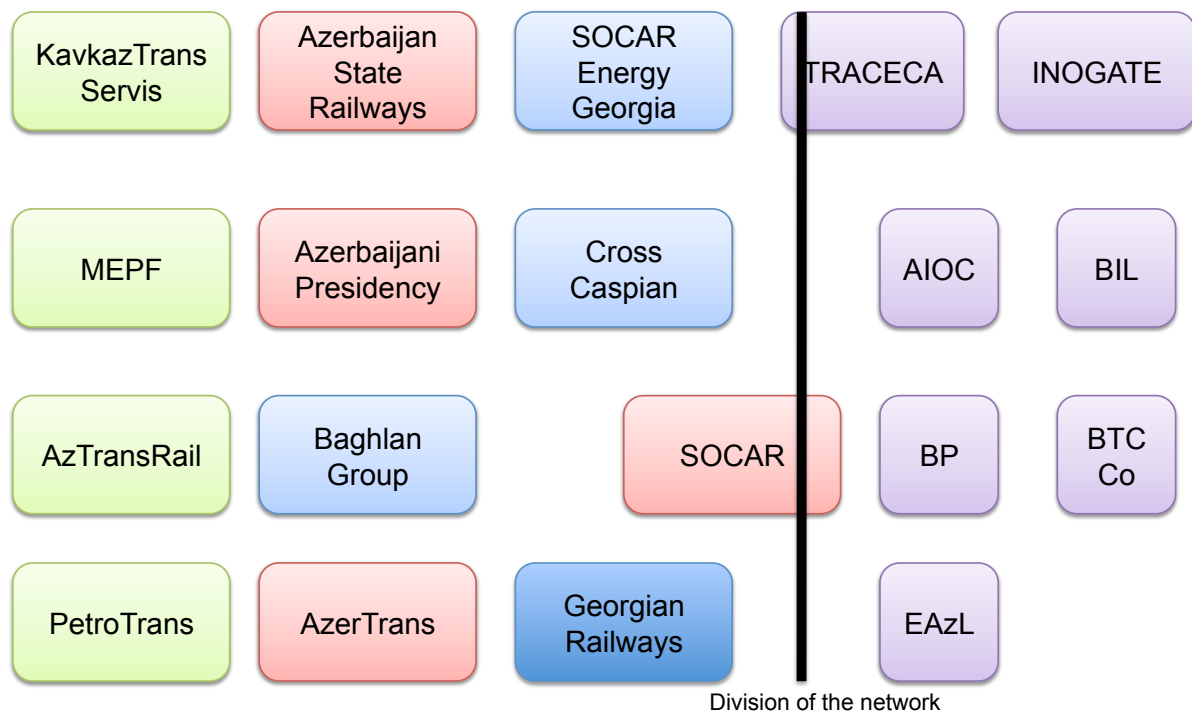 KavkazTrans
Servis
Azerbaijan
State
Railways
SOCAR
Energy
Georgia
TRACECA
INOGATE
MEPF
Azerbaijani
Presidency
Cross
Caspian
AIOC
BIL
AzTransRail
Baghlan
Group
SOCAR
BP
BTC
Co
PetroTrans
AzerTrans
Georgian
Railways
EAzL
Division of the network